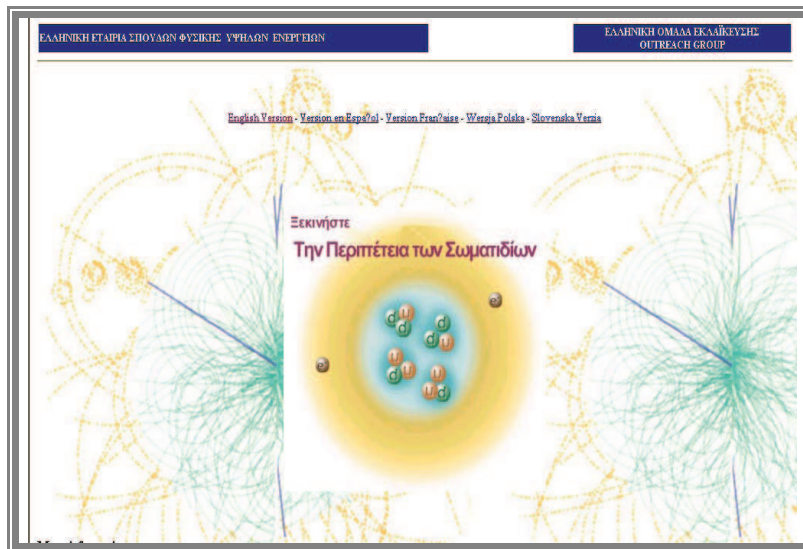 ΕΛΛΗΝΙΚΗ ΕΤΑΙΡΙΑ ΣΠΟΥΔΩΝ ΦΥΣΙΚΗΣ ΥΨΗΛΩΝ ΕΝΕΡΓΕΙΩΝ
ΕΛΛΗΝΙΚΗ ΟΜΑΔΑ ΕΚΛΑΪΚΕΥΣΗΣ
OUTREACH GROUP
English Version - Version en Espa?ol - Version Fran?aise - Wersja Polska - Slovenska Verzia
Ξεκινήστε
Την Περιπέτεια των Σωματιδίων
e
d u
d
d
d u
u
d u
u
u d
e